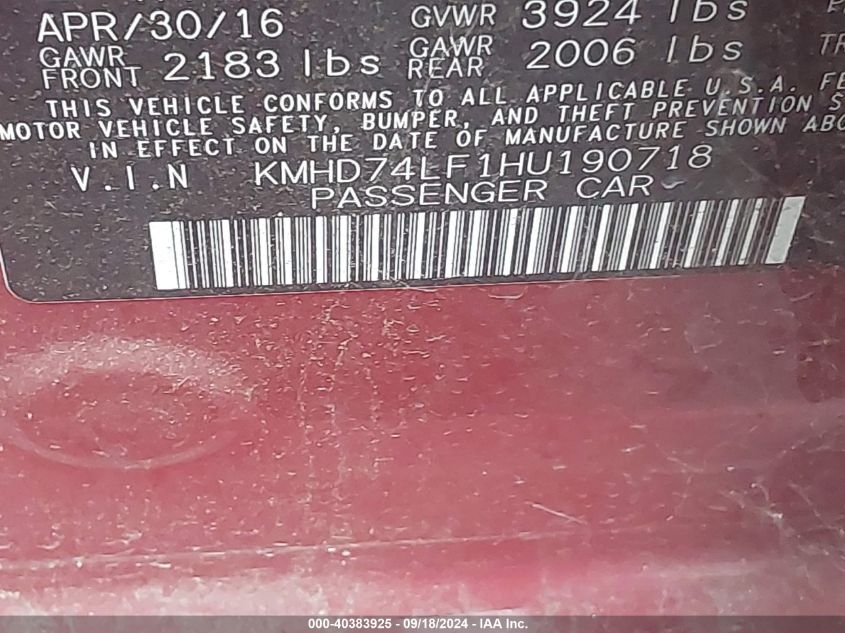 APR/30/16 GVWR 3924 lbs
GAWR FRONT 2183 lbs GAWR REAR 2006 lbs
THIS VEHICLE CONFORMS TO ALL APPLICABLE U.S.A.
MOTOR VEHICLE SAFETY, BUMPER, AND THEFT PREVENTION
IN EFFECT ON THE DATE OF MANUFACTURE SHOWN
V.I.N KMHD74LF1HU190718
PASSENGER CAR
000-40383925 - 09/18/2024 - IAA Inc.